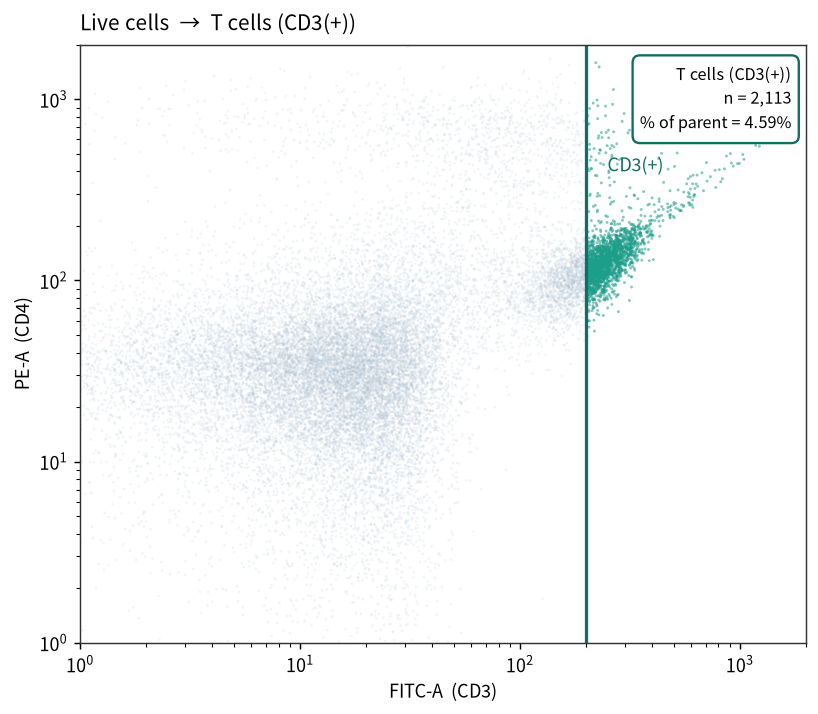 Live cells → T cells (CD3(+))
T cells (CD3(+))
n = 2,113
% of parent = 4.59%
CD3(+)
PE-A (CD4)
10³
10²
10¹
10⁰
10⁰ 10¹ 10² 10³
FITC-A (CD3)